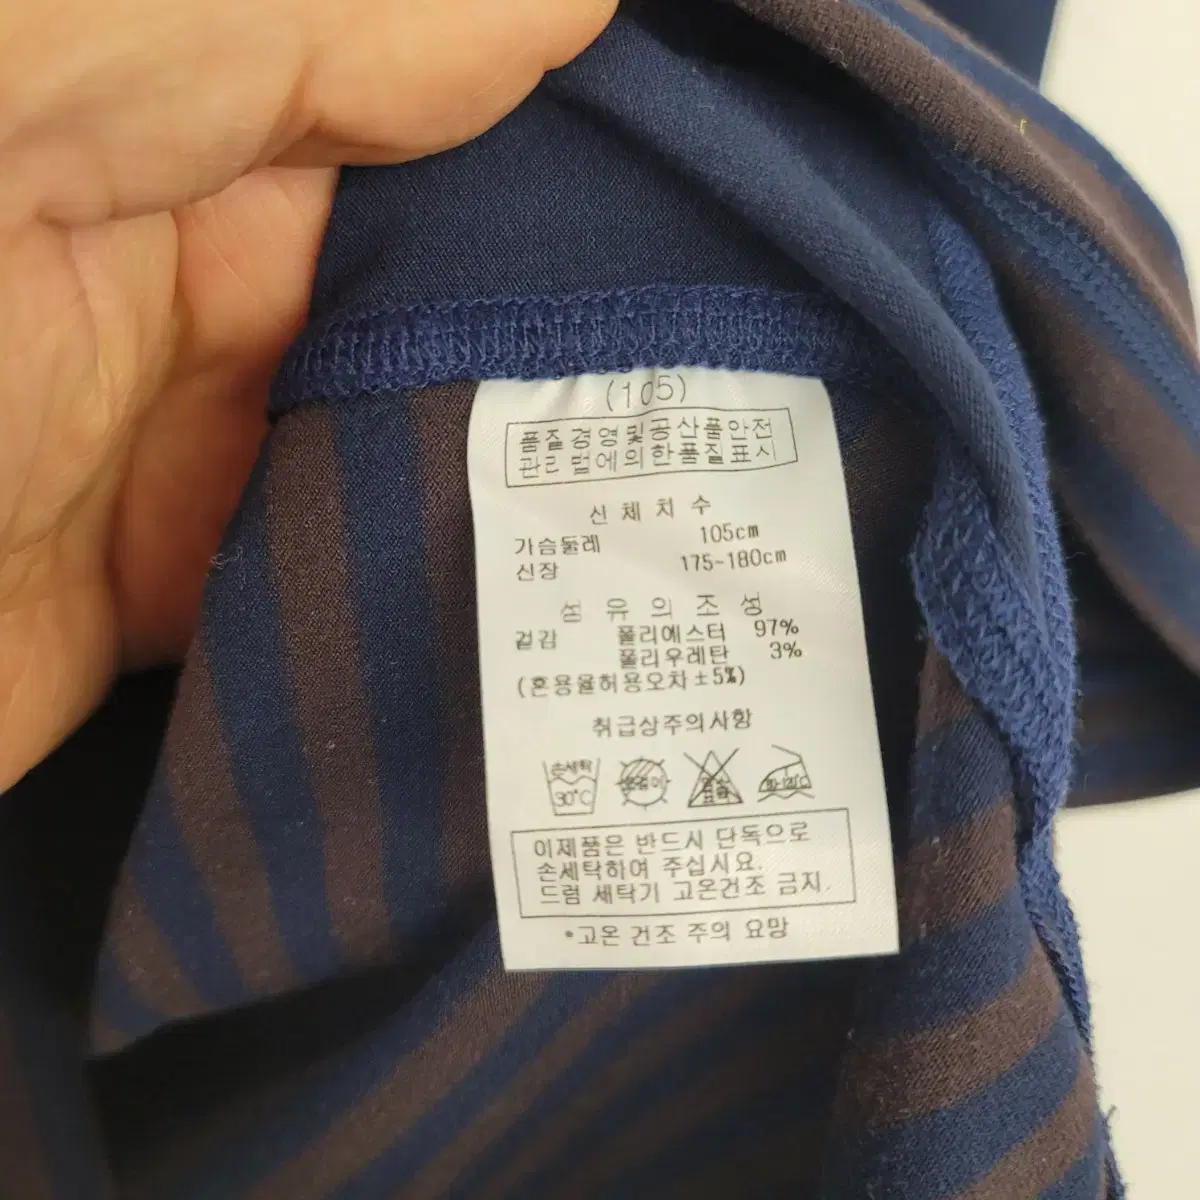 (105)
품질경영및공산품안전
관리법에의한품질표시
신체치수
가슴둘레 105cm
신장 175~180cm
섬유의조성
겉감 폴리에스터 97%
폴리우레탄 3%
(혼용율허용오차±5%)
취급상주의사항
손세탁
30°C
이제품은 반드시 단독으로
손세탁하여 주십시요.
드럼 세탁기 고온건조 금지.
*고온 건조 주의 요망